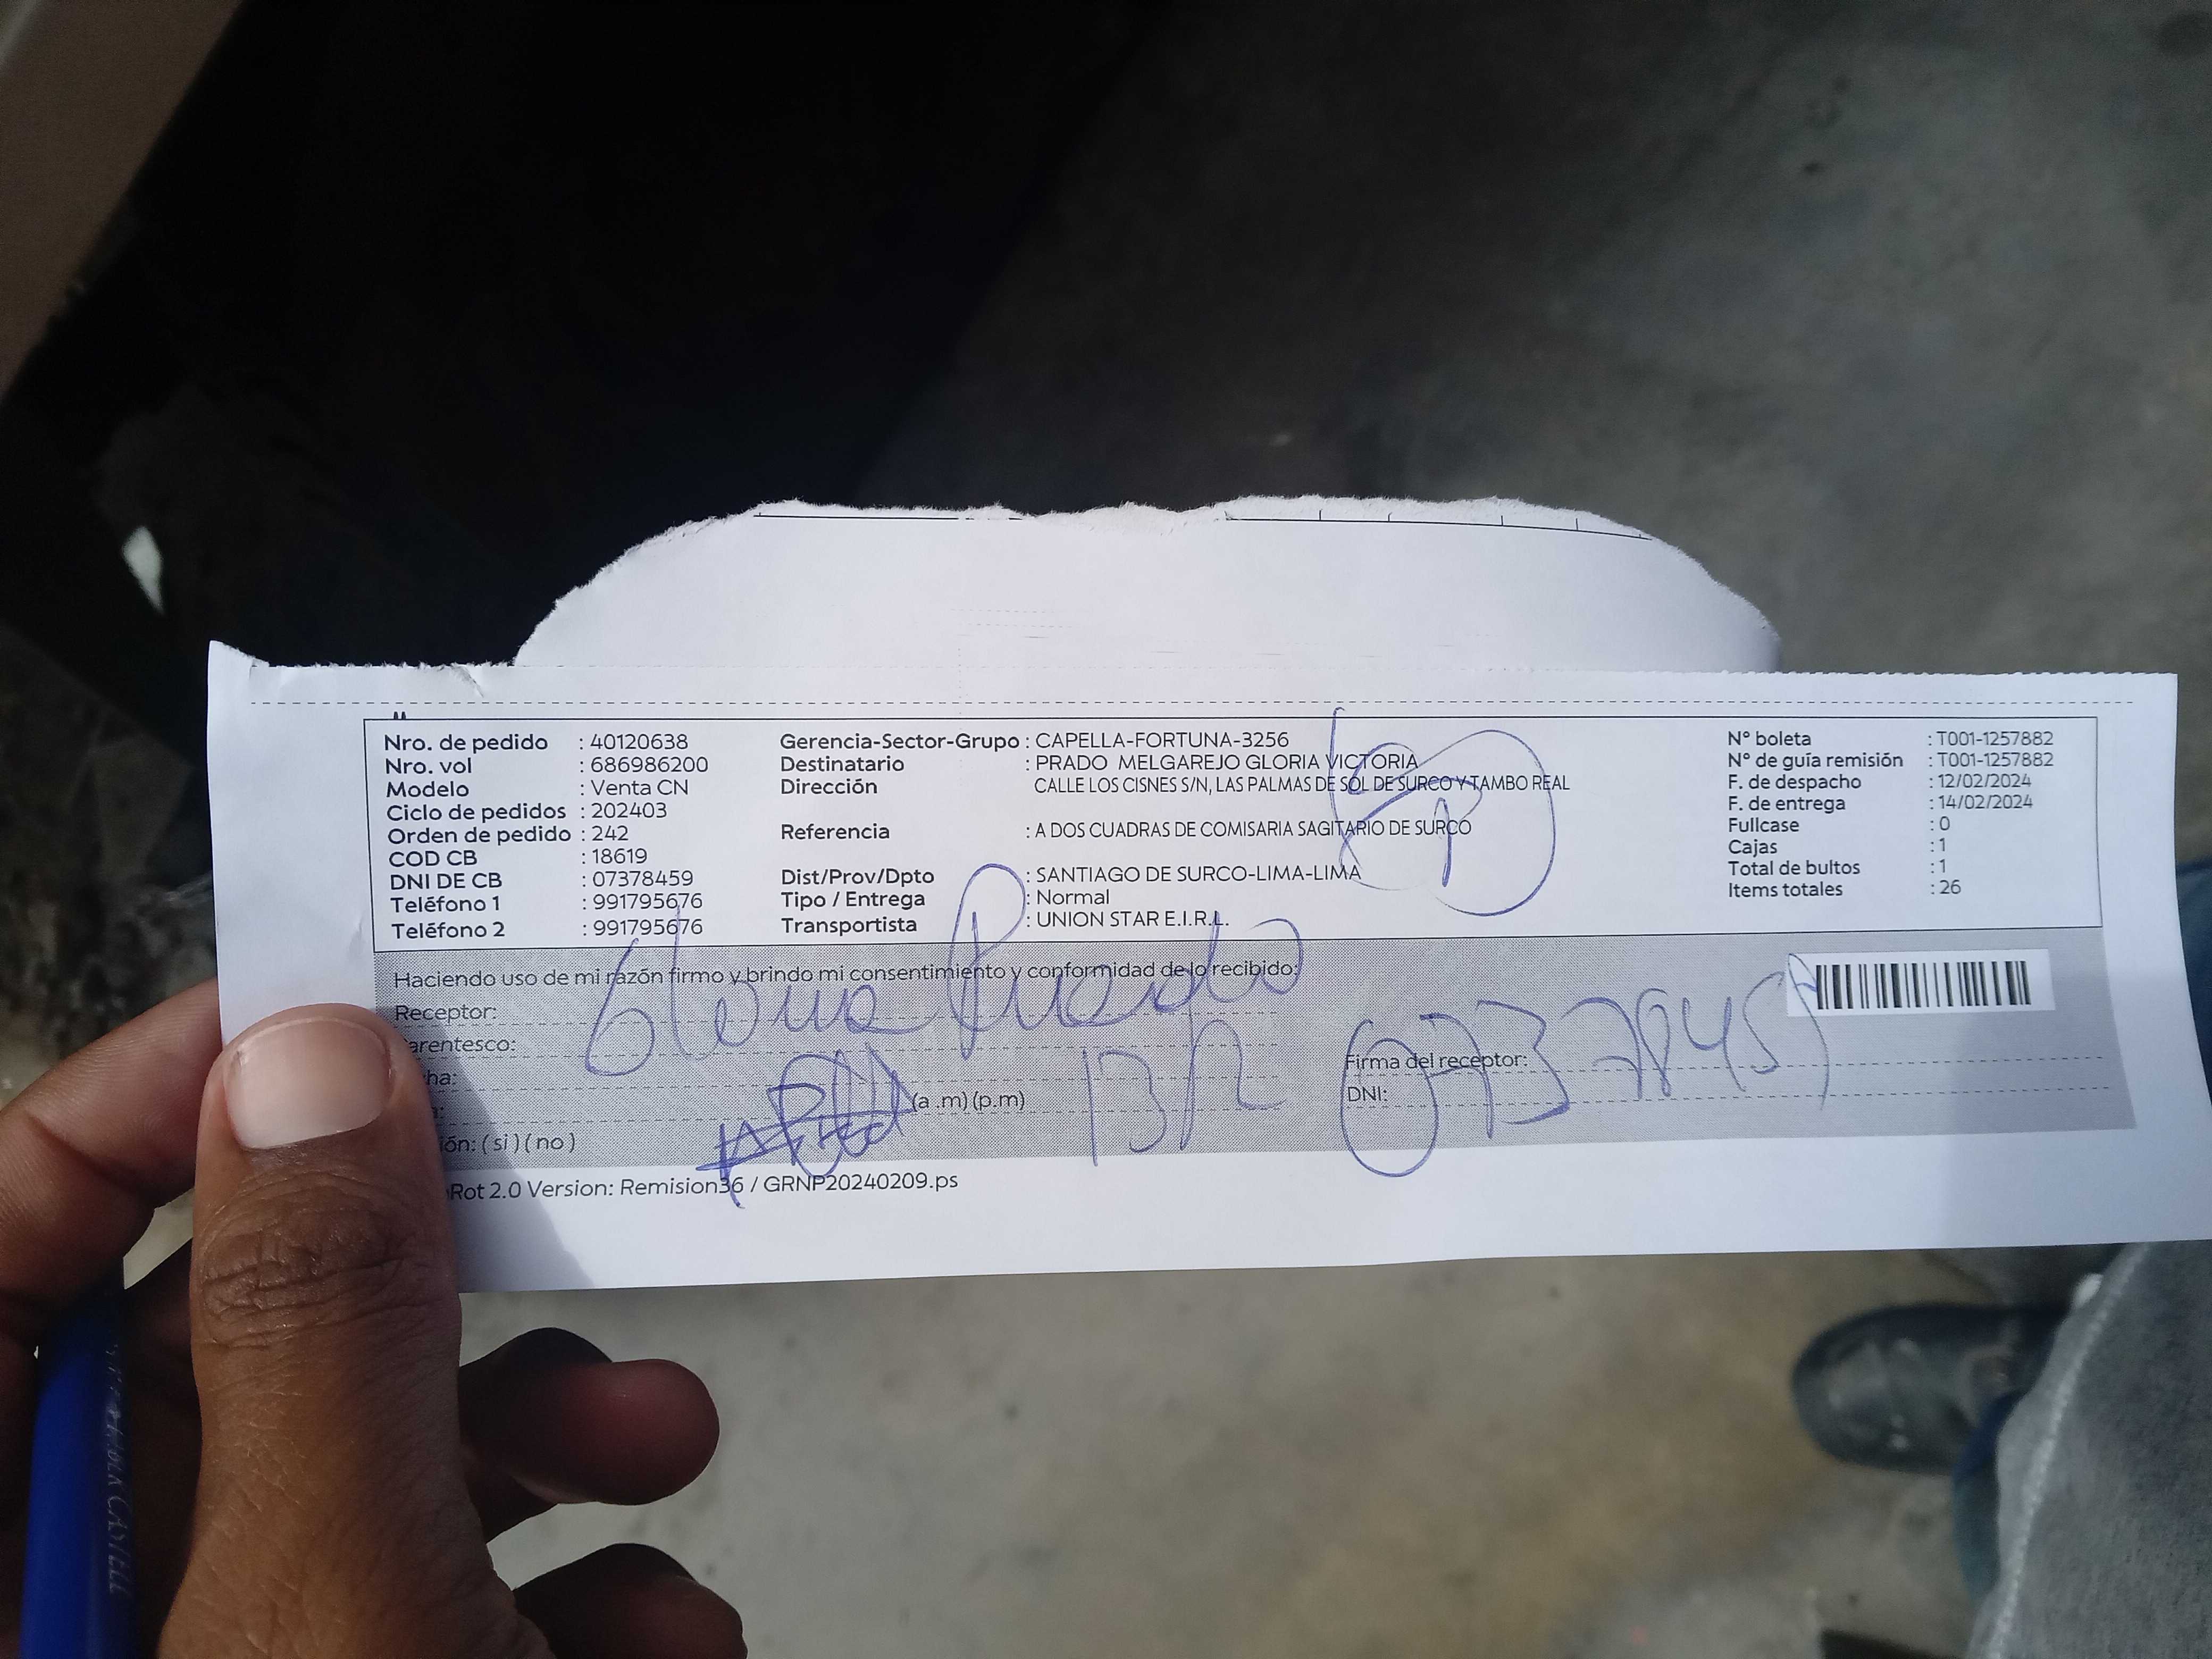 Nro. de pedido : 40120638
Nro. vol : 686986200
Modelo : Venta CN
Ciclo de pedidos : 202403
Orden de pedido : 242
COD CB : 18619
DNI DE CB : 07378459
Teléfono 1 : 991795676
Teléfono 2 : 991795676
Gerencia-Sector-Grupo : CAPELLA-FORTUNA-3256
Destinatario : PRADO MELGAREJO GLORIA VICTORIA
Dirección CALLE LOS CISNES S/N, LAS PALMAS DE SOL DE SURCO Y TAMBO REAL
Referencia : A DOS CUADRAS DE COMISARIA SAGITARIO DE SURCO
Dist/Prov/Dpto : SANTIAGO DE SURCO-LIMA-LIMA
Tipo / Entrega : Normal
Transportista : UNION STAR E.I.R.L.
N° boleta : T001-1257882
N° de guía remisión : T001-1257882
F. de despacho : 12/02/2024
F. de entrega : 14/02/2024
Fullcase : 0
Cajas : 1
Total de bultos : 1
Items totales : 26
Haciendo uso de mi razón firmo y brindo mi consentimiento y conformidad de lo recibido:
Receptor: Gloria Prado
arentesco:
ha:
(a .m) (p.m) 13/2
ión: ( si ) ( no )
Firma del receptor: 07378459
DNI:
Rot 2.0 Version: Remision36 / GRNP20240209.ps